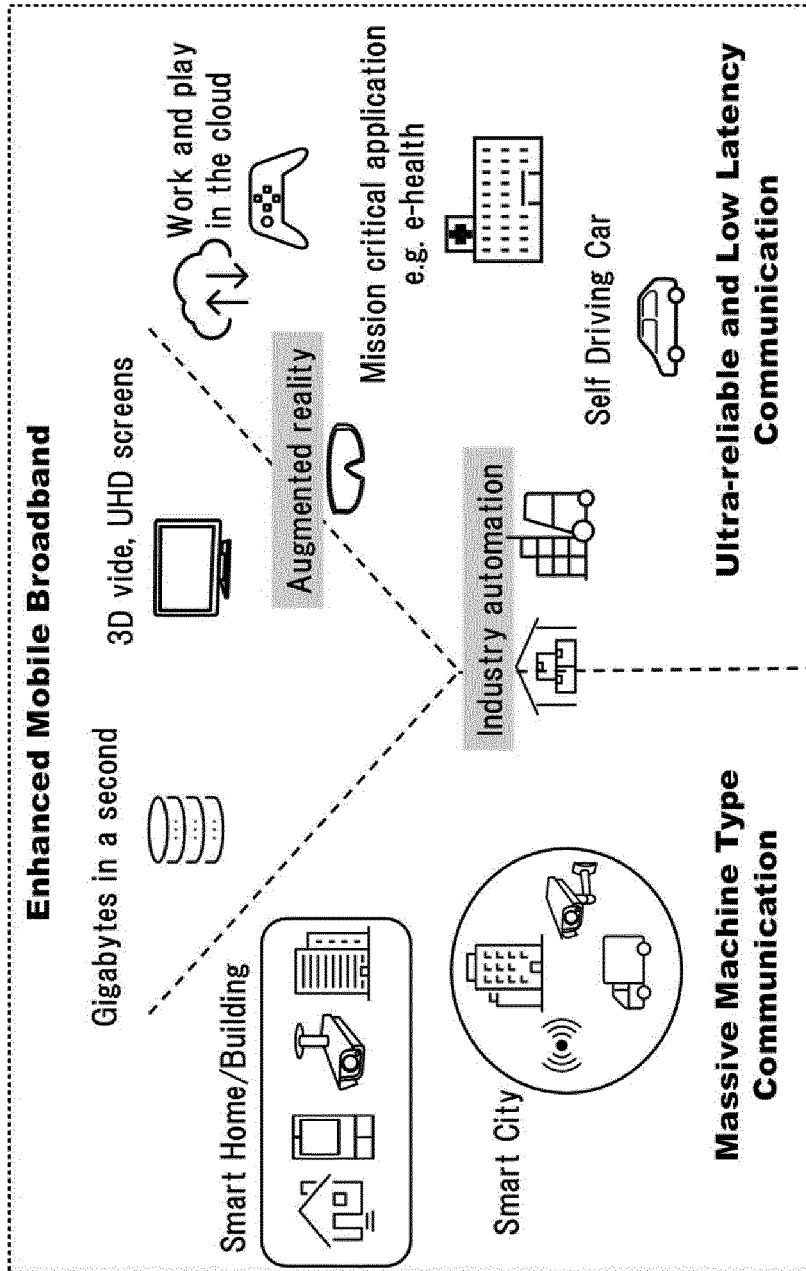 Enhanced Mobile Broadband
Gigabytes in a second
3D vide, UHD screens
Work and play
in the cloud
Smart Home/Building
Augmented reality
Mission critical application
e.g. e-health
Industry automation
Smart City
Self Driving Car
Massive Machine Type
Communication
Ultra-reliable and Low Latency
Communication